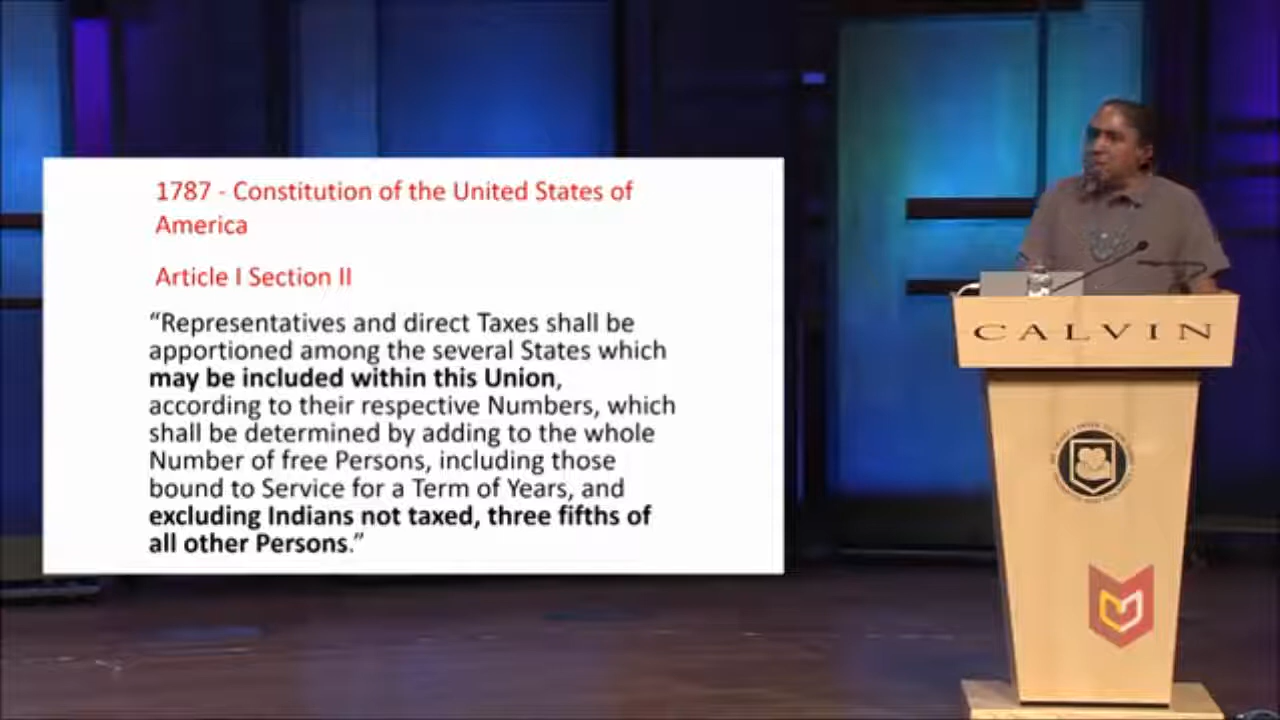 1787 - Constitution of the United States of
America
Article I Section II
“Representatives and direct Taxes shall be
apportioned among the several States which
may be included within this Union,
according to their respective Numbers, which
shall be determined by adding to the whole
Number of free Persons, including those
bound to Service for a Term of Years, and
excluding Indians not taxed, three fifths of
all other Persons.”
CALVIN